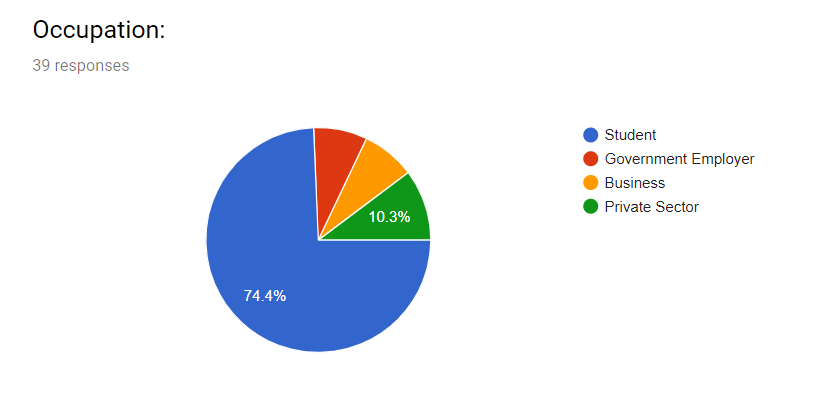 Occupation:
39 responses
Student
Government Employer
Business
Private Sector
10.3%
74.4%